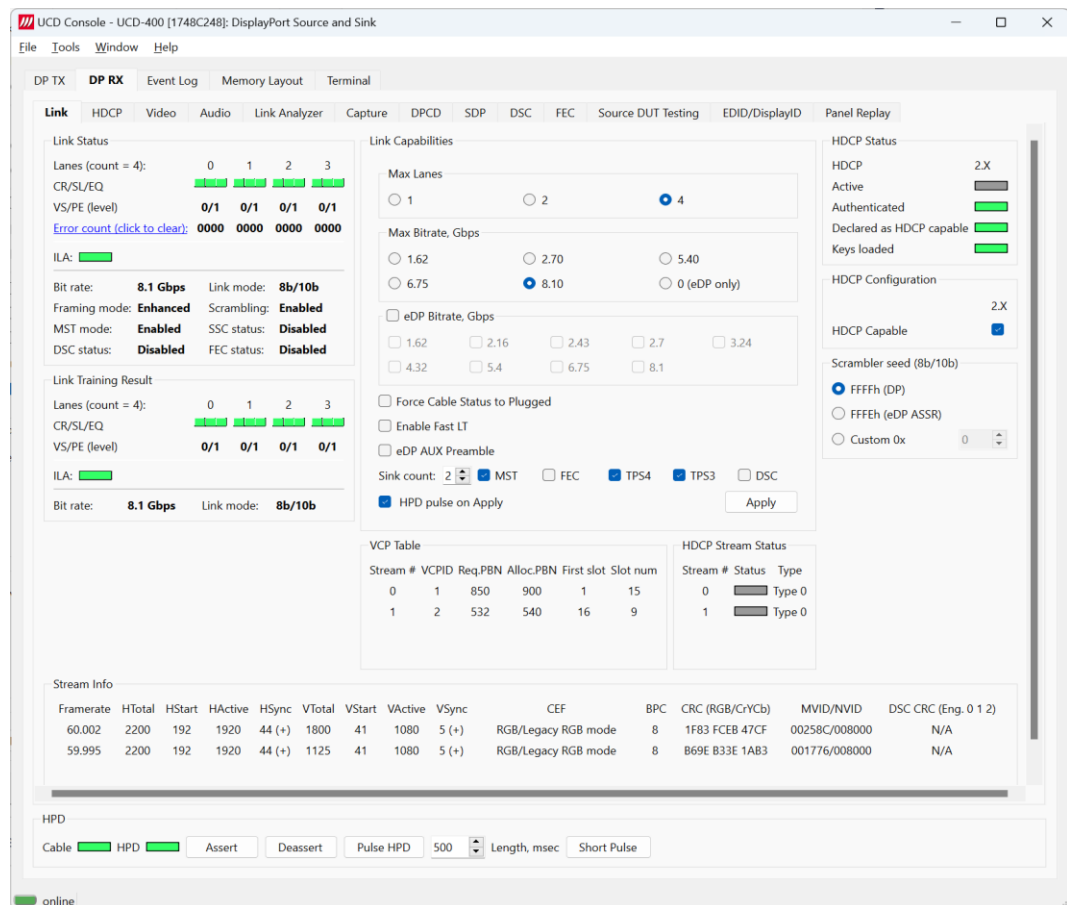 UCD Console - UCD-400 [1748C248]: DisplayPort Source and Sink
File Tools Window Help
DP TX DP RX Event Log Memory Layout Terminal
Link HDCP Video Audio Link Analyzer Capture DPCD SDP DSC FEC Source DUT Testing EDID/DisplayID Panel Replay
Link Status
Lanes (count = 4): 0 1 2 3
CR/SL/EQ
VS/PE (level) 0/1 0/1 0/1 0/1
Error count (click to clear): 0000 0000 0000 0000
ILA:
Bit rate: 8.1 Gbps Link mode: 8b/10b
Framing mode: Enhanced Scrambling: Enabled
MST mode: Enabled SSC status: Disabled
DSC status: Disabled FEC status: Disabled
Link Training Result
Lanes (count = 4): 0 1 2 3
CR/SL/EQ
VS/PE (level) 0/1 0/1 0/1 0/1
ILA:
Bit rate: 8.1 Gbps Link mode: 8b/10b
Link Capabilities
Max Lanes
1 2 4
Max Bitrate, Gbps
1.62 2.70 5.40
6.75 8.10 0 (eDP only)
eDP Bitrate, Gbps
1.62 2.16 2.43 2.7 3.24
4.32 5.4 6.75 8.1
Force Cable Status to Plugged
Enable Fast LT
eDP AUX Preamble
Sink count: 2 MST FEC TPS4 TPS3 DSC
HPD pulse on Apply Apply
HDCP Status
HDCP 2.X
Active
Authenticated
Declared as HDCP capable
Keys loaded
HDCP Configuration
2.X
HDCP Capable
Scrambler seed (8b/10b)
FFFFh (DP)
FFFEh (eDP ASSR)
Custom 0x 0
VCP Table
Stream # VCPID Req.PBN Alloc.PBN First slot Slot num
0 1 850 900 1 15
1 2 532 540 16 9
HDCP Stream Status
Stream # Status Type
0 Type 0
1 Type 0
Stream Info
Framerate HTotal HStart HActive HSync VTotal VStart VActive VSync CEF BPC CRC (RGB/CrYCb) MVID/NVID DSC CRC (Eng. 0 1 2)
60.002 2200 192 1920 44 (+) 1800 41 1080 5 (+) RGB/Legacy RGB mode 8 1F83 FCEB 47CF 00258C/008000 N/A
59.995 2200 192 1920 44 (+) 1125 41 1080 5 (+) RGB/Legacy RGB mode 8 B69E B33E 1AB3 001776/008000 N/A
HPD
Cable HPD Assert Deassert Pulse HPD 500 Length, msec Short Pulse
online